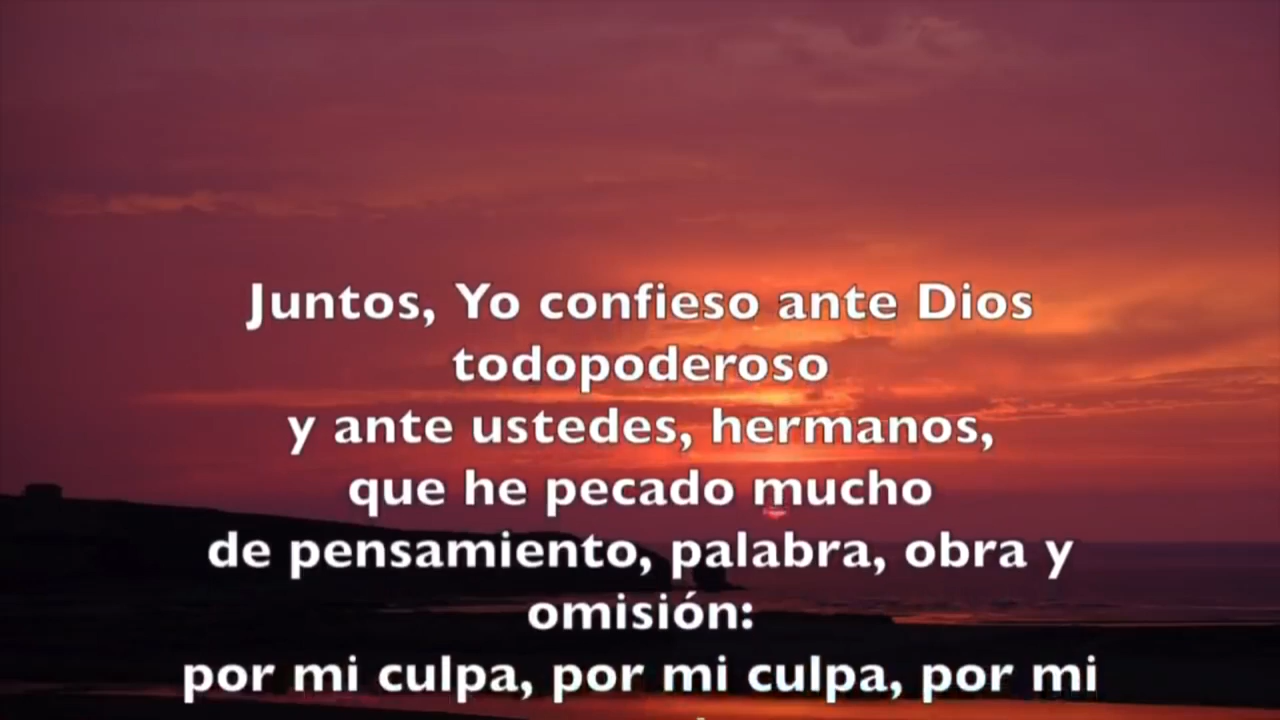 Juntos, Yo confieso ante Dios
todopoderoso
y ante ustedes, hermanos,
que he pecado mucho
de pensamiento, palabra, obra y
omisión:
por mi culpa, por mi culpa, por mi